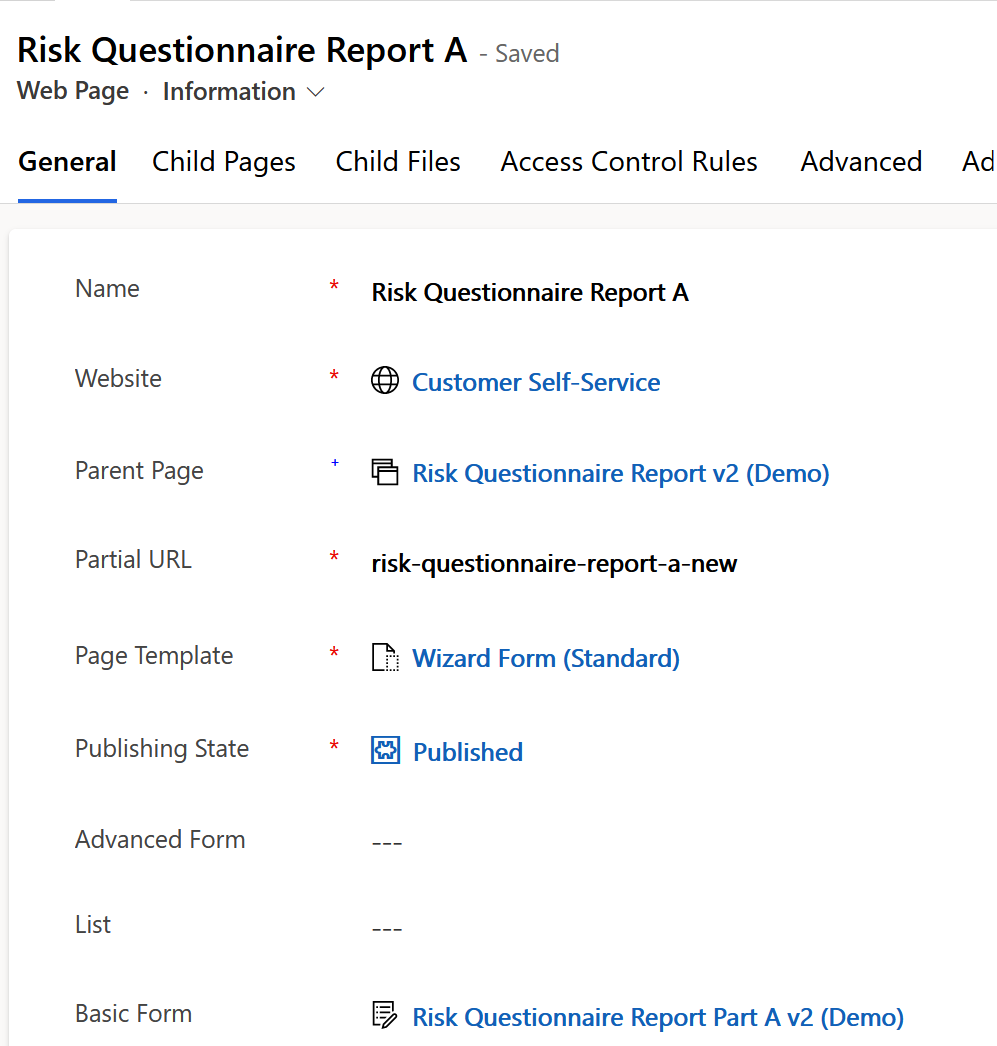 Risk Questionnaire Report A - Saved
Web Page · Information
General Child Pages Child Files Access Control Rules Advanced Ad
Name * Risk Questionnaire Report A
Website * Customer Self-Service
Parent Page + Risk Questionnaire Report v2 (Demo)
Partial URL * risk-questionnaire-report-a-new
Page Template * Wizard Form (Standard)
Publishing State * Published
Advanced Form ---
List ---
Basic Form Risk Questionnaire Report Part A v2 (Demo)